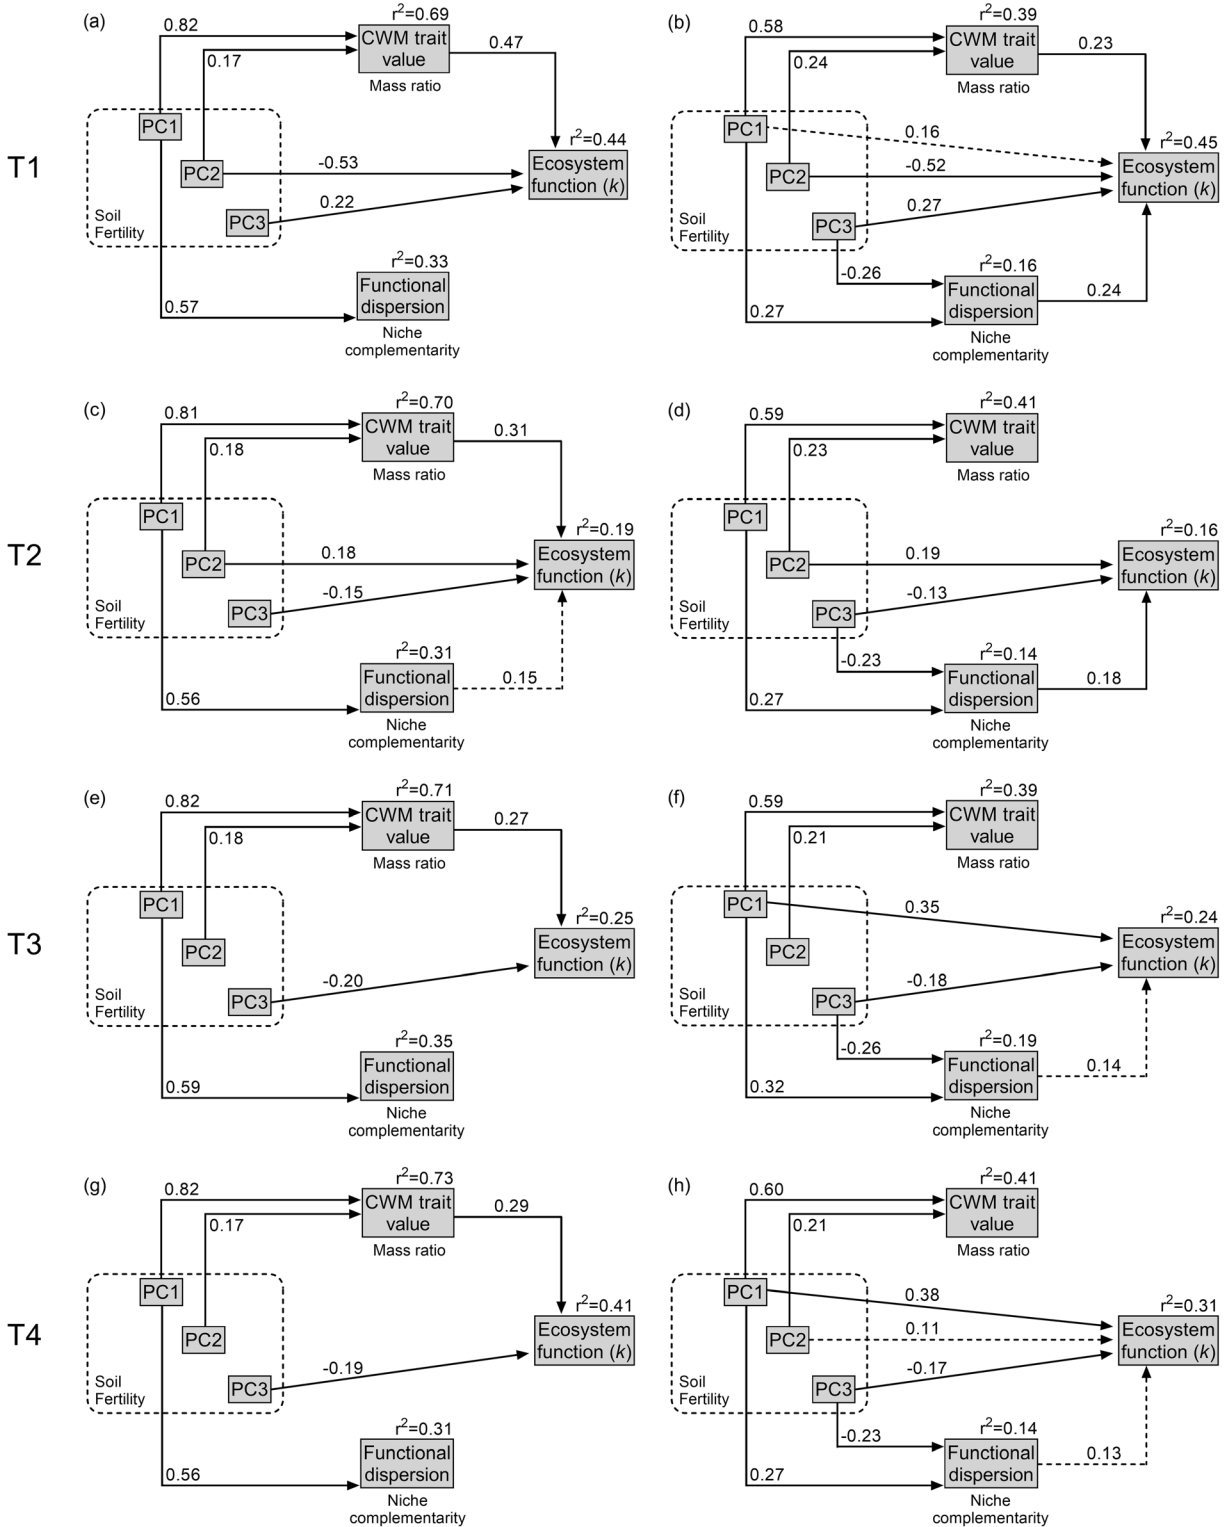 T1
(a)
r²=0.69
0.82
CWM trait
value
0.47
0.17
Mass ratio
PC1
r²=0.44
-0.53
Ecosystem
function (k)
PC2
0.22
PC3
Soil
Fertility
r²=0.33
Functional
dispersion
0.57
Niche
complementarity
(b)
r²=0.39
0.58
CWM trait
value
0.23
0.24
Mass ratio
PC1
0.16
r²=0.45
-0.52
Ecosystem
function (k)
PC2
0.27
PC3
Soil
Fertility
-0.26
r²=0.16
Functional
dispersion
0.24
0.27
Niche
complementarity
T2
(c)
r²=0.70
0.81
CWM trait
value
0.31
0.18
Mass ratio
PC1
r²=0.19
0.18
Ecosystem
function (k)
PC2
-0.15
PC3
Soil
Fertility
r²=0.31
Functional
dispersion
0.15
0.56
Niche
complementarity
(d)
r²=0.41
0.59
CWM trait
value
0.23
Mass ratio
PC1
r²=0.16
0.19
Ecosystem
function (k)
PC2
-0.13
PC3
Soil
Fertility
-0.23
r²=0.14
Functional
dispersion
0.18
0.27
Niche
complementarity
T3
(e)
r²=0.71
0.82
CWM trait
value
0.27
0.18
Mass ratio
PC1
r²=0.25
Ecosystem
function (k)
PC2
-0.20
PC3
Soil
Fertility
r²=0.35
Functional
dispersion
0.59
Niche
complementarity
(f)
r²=0.39
0.59
CWM trait
value
0.21
Mass ratio
PC1
0.35
r²=0.24
Ecosystem
function (k)
PC2
-0.18
PC3
Soil
Fertility
-0.26
r²=0.19
Functional
dispersion
0.14
0.32
Niche
complementarity
T4
(g)
r²=0.73
0.82
CWM trait
value
0.29
0.17
Mass ratio
PC1
r²=0.41
Ecosystem
function (k)
PC2
-0.19
PC3
Soil
Fertility
r²=0.31
Functional
dispersion
0.56
Niche
complementarity
(h)
r²=0.41
0.60
CWM trait
value
0.21
Mass ratio
PC1
0.38
r²=0.31
0.11
Ecosystem
function (k)
PC2
-0.17
PC3
Soil
Fertility
-0.23
r²=0.14
Functional
dispersion
0.13
0.27
Niche
complementarity